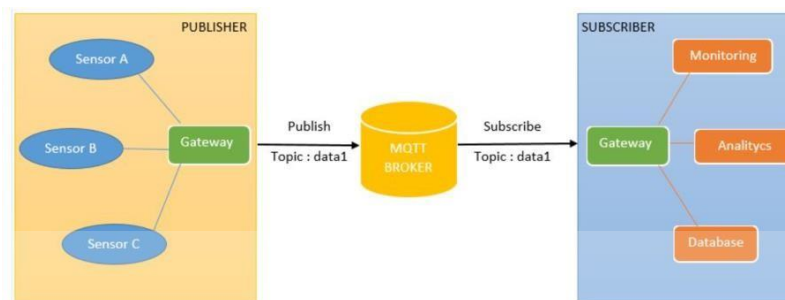 PUBLISHER
Sensor A
Sensor B
Sensor C
Gateway
Publish
Topic : data1
MQTT
BROKER
Subscribe
Topic : data1
SUBSCRIBER
Gateway
Monitoring
Analitycs
Database